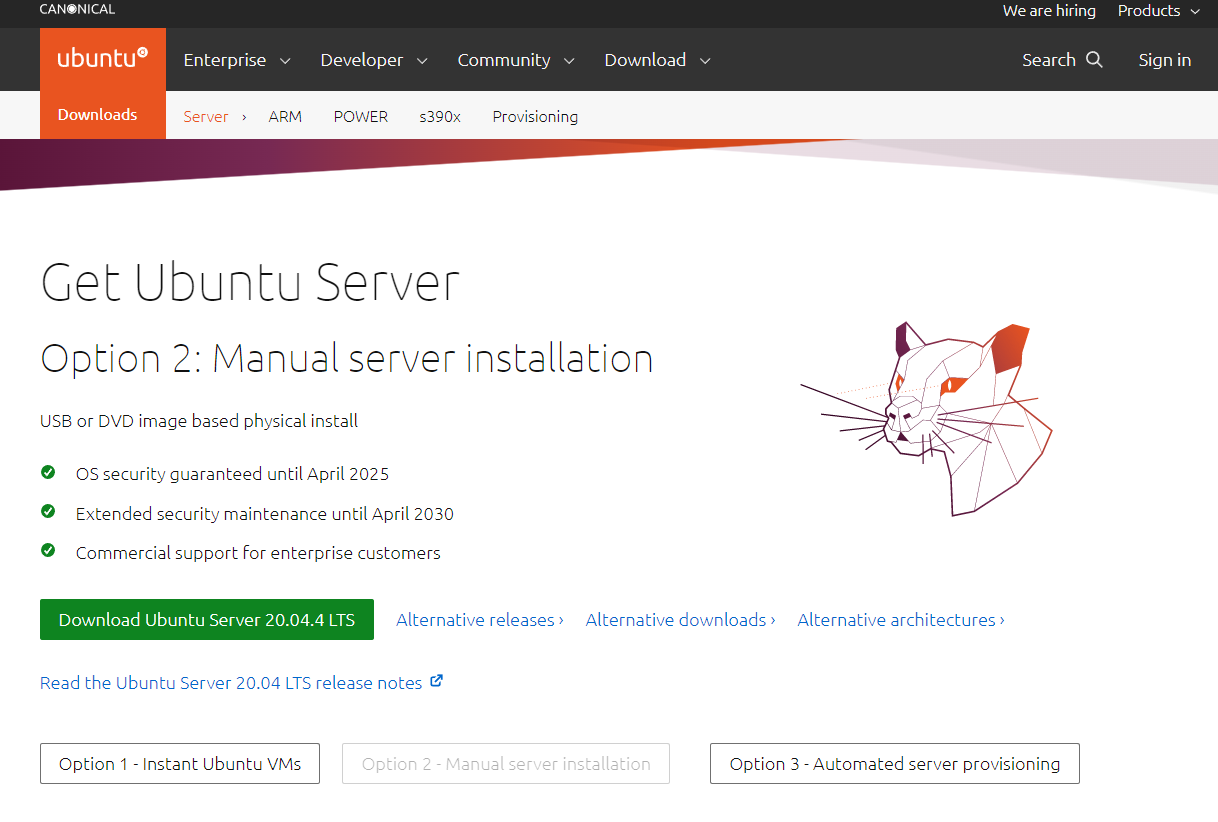 CANONICAL
We are hiring Products
ubuntu Enterprise Developer Community Download Search Sign in
Downloads Server › ARM POWER s390x Provisioning
Get Ubuntu Server
Option 2: Manual server installation
USB or DVD image based physical install
OS security guaranteed until April 2025
Extended security maintenance until April 2030
Commercial support for enterprise customers
Download Ubuntu Server 20.04.4 LTS Alternative releases › Alternative downloads › Alternative architectures ›
Read the Ubuntu Server 20.04 LTS release notes
Option 1 - Instant Ubuntu VMs Option 2 - Manual server installation Option 3 - Automated server provisioning